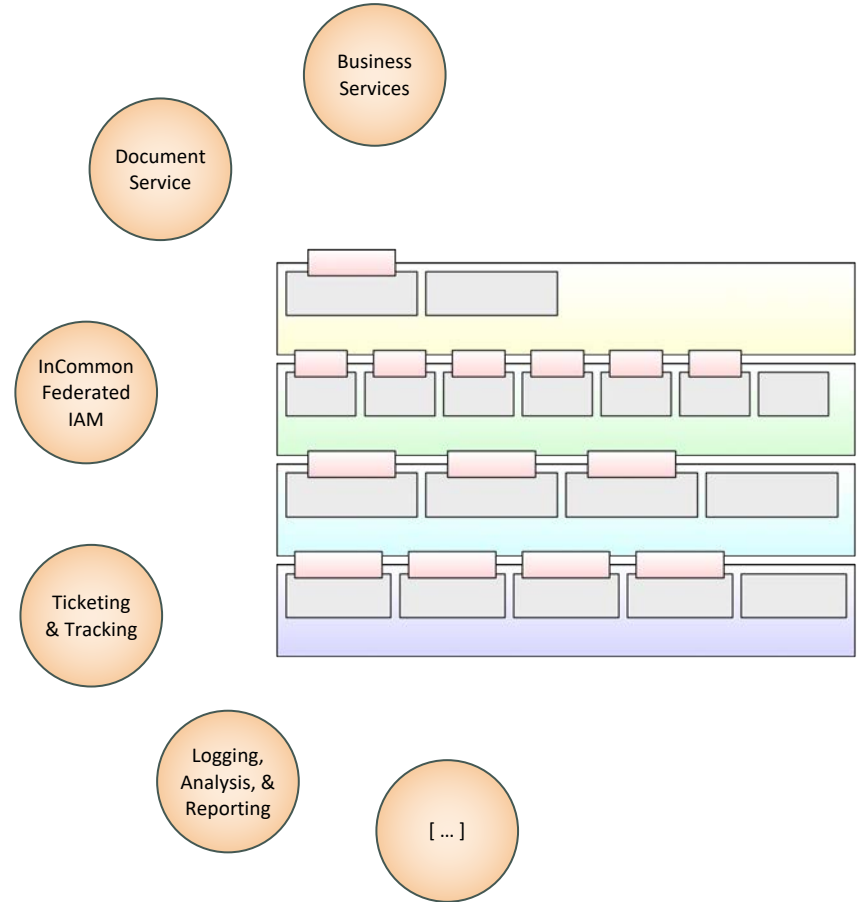 Business
Services
Document
Service
InCommon
Federated
IAM
Ticketing
& Tracking
Logging,
Analysis, &
Reporting
[ … ]